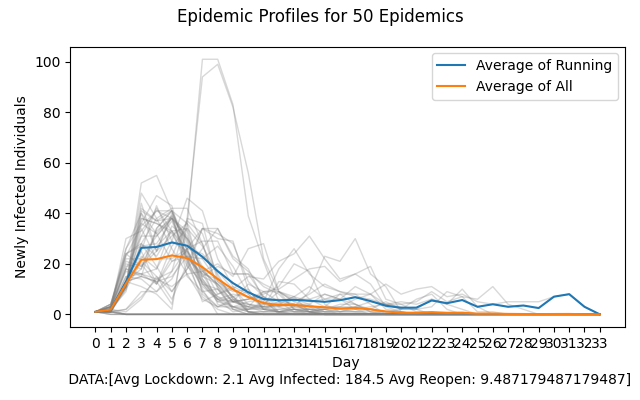 Epidemic Profiles for 50 Epidemics
Average of Running
Average of All
Newly Infected Individuals
100
80
60
40
20
0
0 1 2 3 4 5 6 7 8 9 10 11 12 13 14 15 16 17 18 19 20 21 22 23 24 25 26 27 28 29 30 31 32 33
Day
DATA:[Avg Lockdown: 2.1 Avg Infected: 184.5 Avg Reopen: 9.487179487179487]